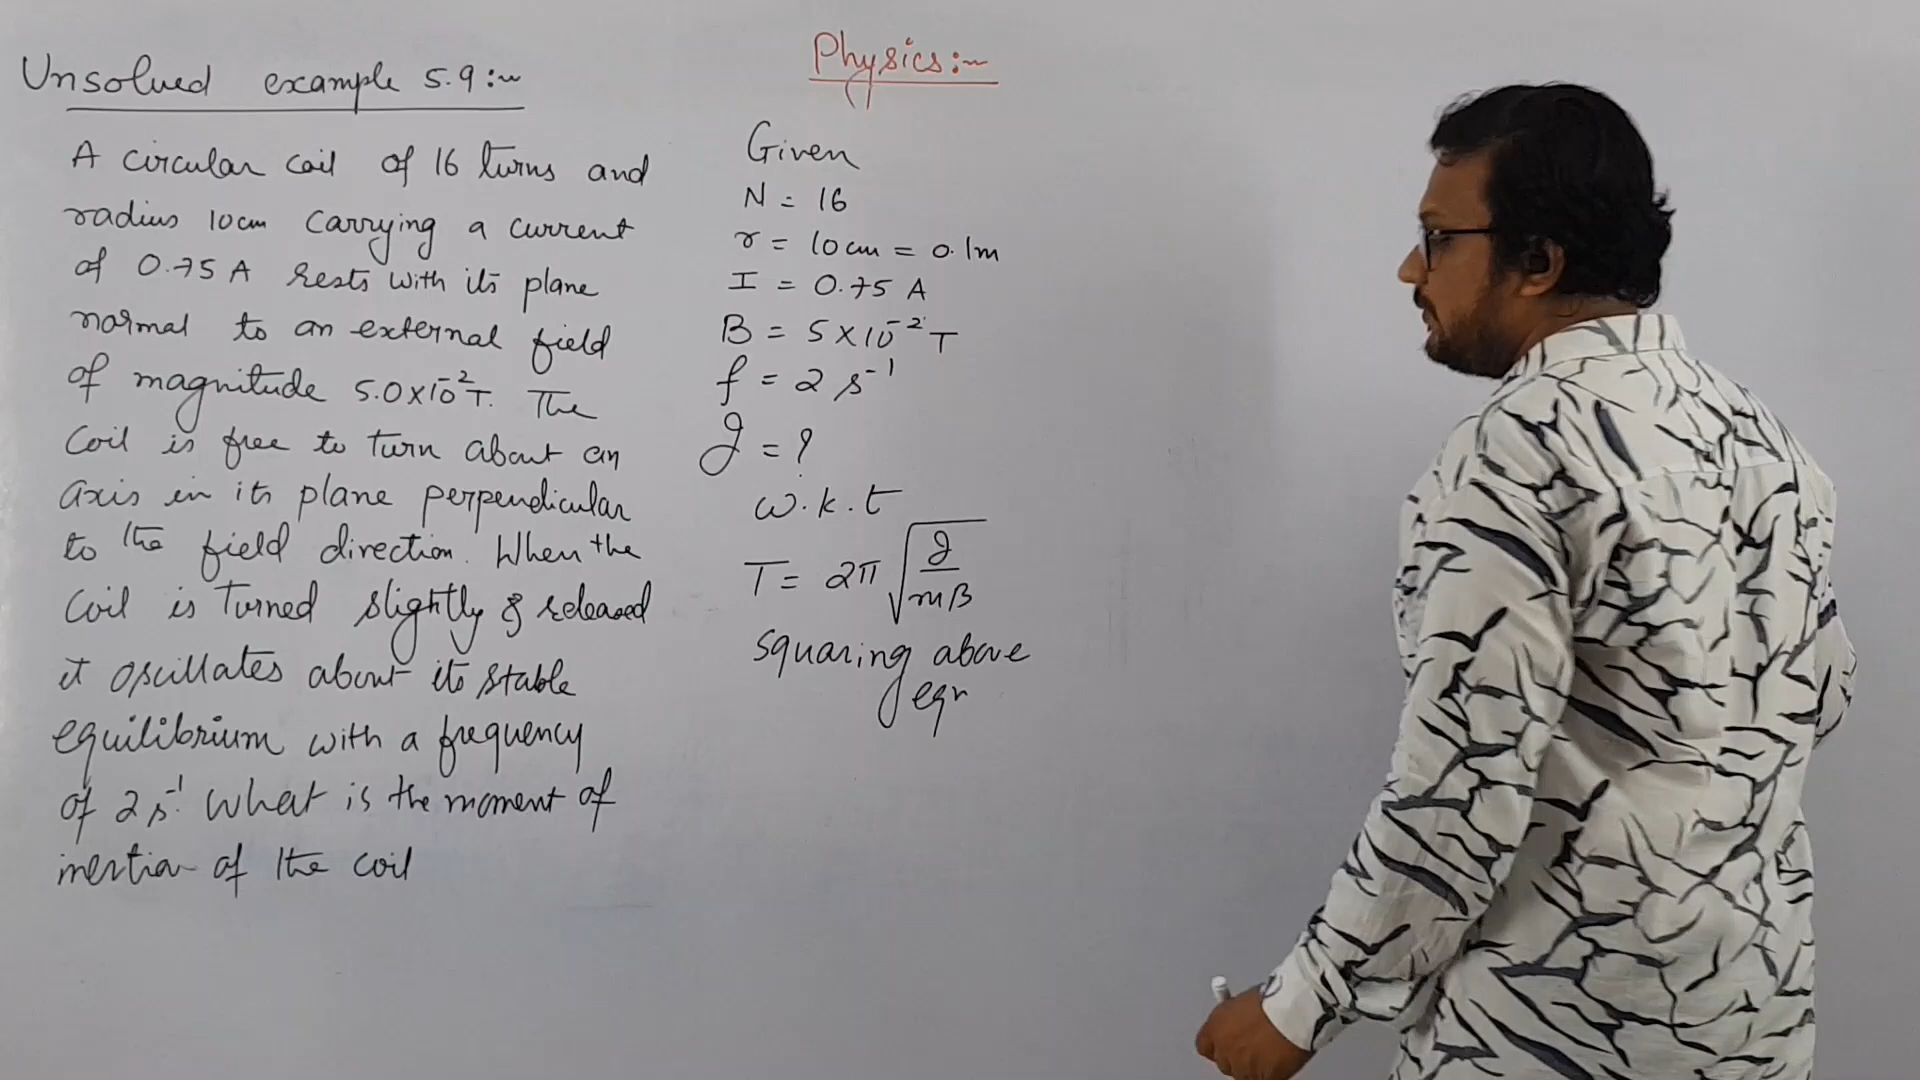 Unsolved example 5.9:~
A circular coil of 16 turns and
radius 10cm carrying a current
of 0.75 A rests with its plane
normal to an external field
of magnitude 5.0×10⁻²T. The
Coil is free to turn about an
axis in its plane perpendicular
to the field direction. When the
Coil is turned slightly & released
it oscillates about its stable
equilibrium with a frequency
of 2 s⁻¹. What is the moment of
inertia of the coil
Physics:~
Given
N = 16
r = 10 cm = 0.1m
I = 0.75 A
B = 5×10⁻² T
f = 2 s⁻¹
J = ?
w.k.t
T = 2π √(J/mB)
Squaring above
eqn